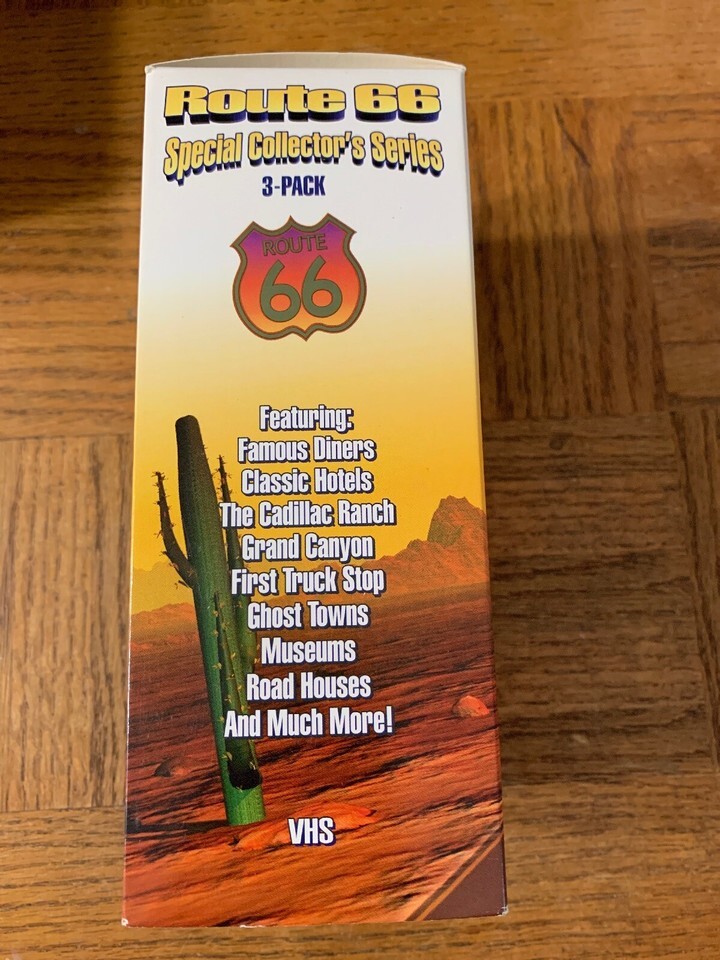 Route 66
Special Collector's Series
3-PACK
ROUTE
66
Featuring:
Famous Diners
Classic Hotels
The Cadillac Ranch
Grand Canyon
First Truck Stop
Ghost Towns
Museums
Road Houses
And Much More!
VHS